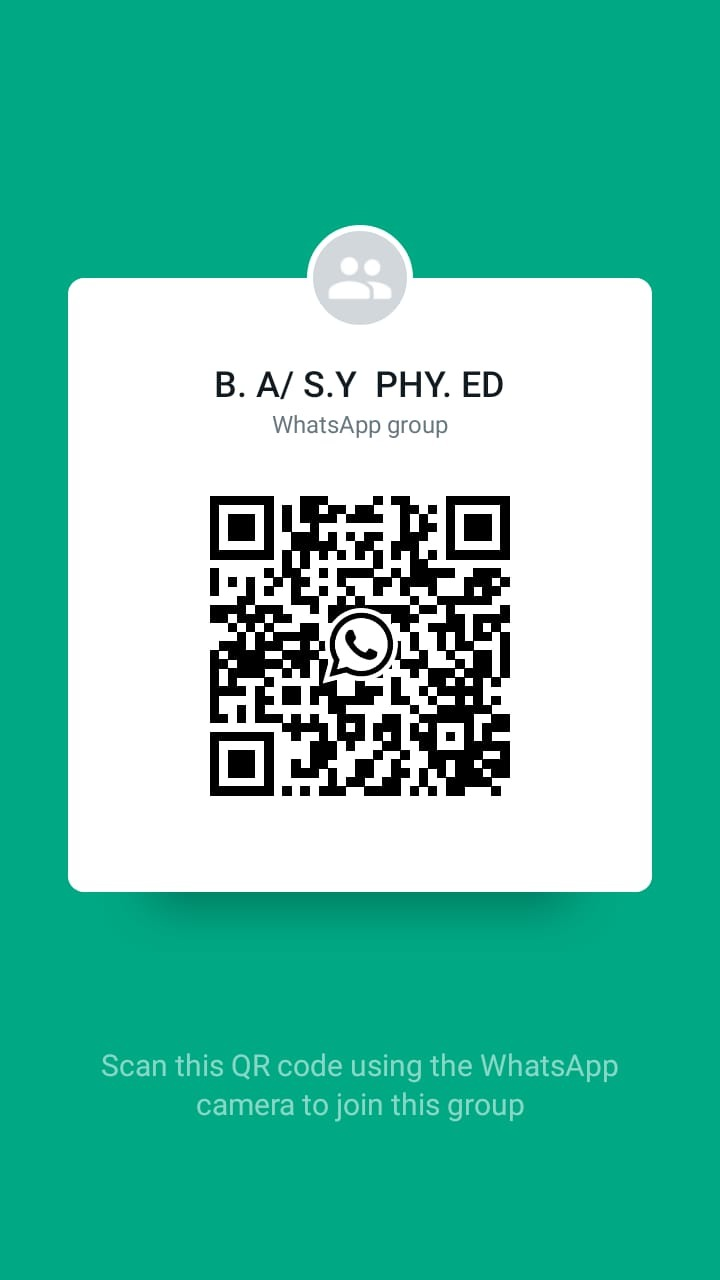 B. A/ S.Y  PHY. ED
WhatsApp group
Scan this QR code using the WhatsApp
camera to join this group